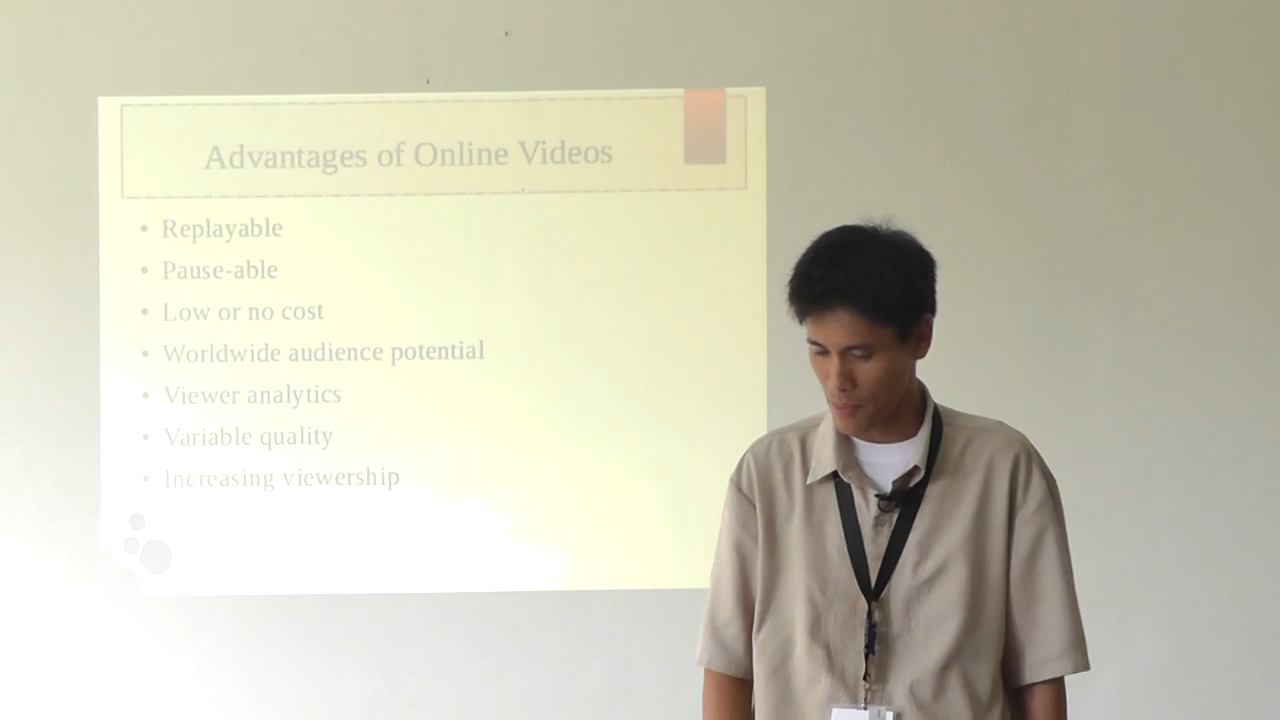 Advantages of Online Videos
• Replayable
• Pause-able
• Low or no cost
• Worldwide audience potential
• Viewer analytics
• Variable quality
• Increasing viewership